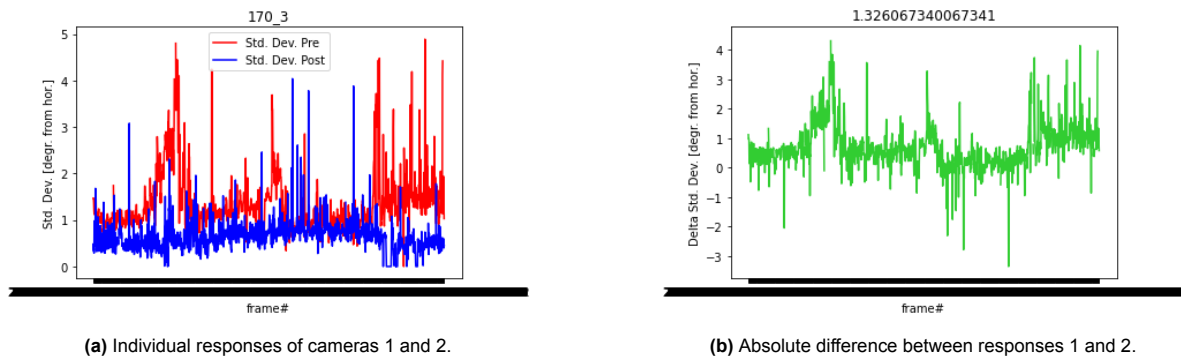 170_3
5
4
3
2
1
0
Std. Dev. [degr. from hor.]
Std. Dev. Pre
Std. Dev. Post
frame#
(a) Individual responses of cameras 1 and 2.
1.326067340067341
4
3
2
1
0
−1
−2
−3
Delta Std. Dev. [degr. from hor.]
frame#
(b) Absolute difference between responses 1 and 2.